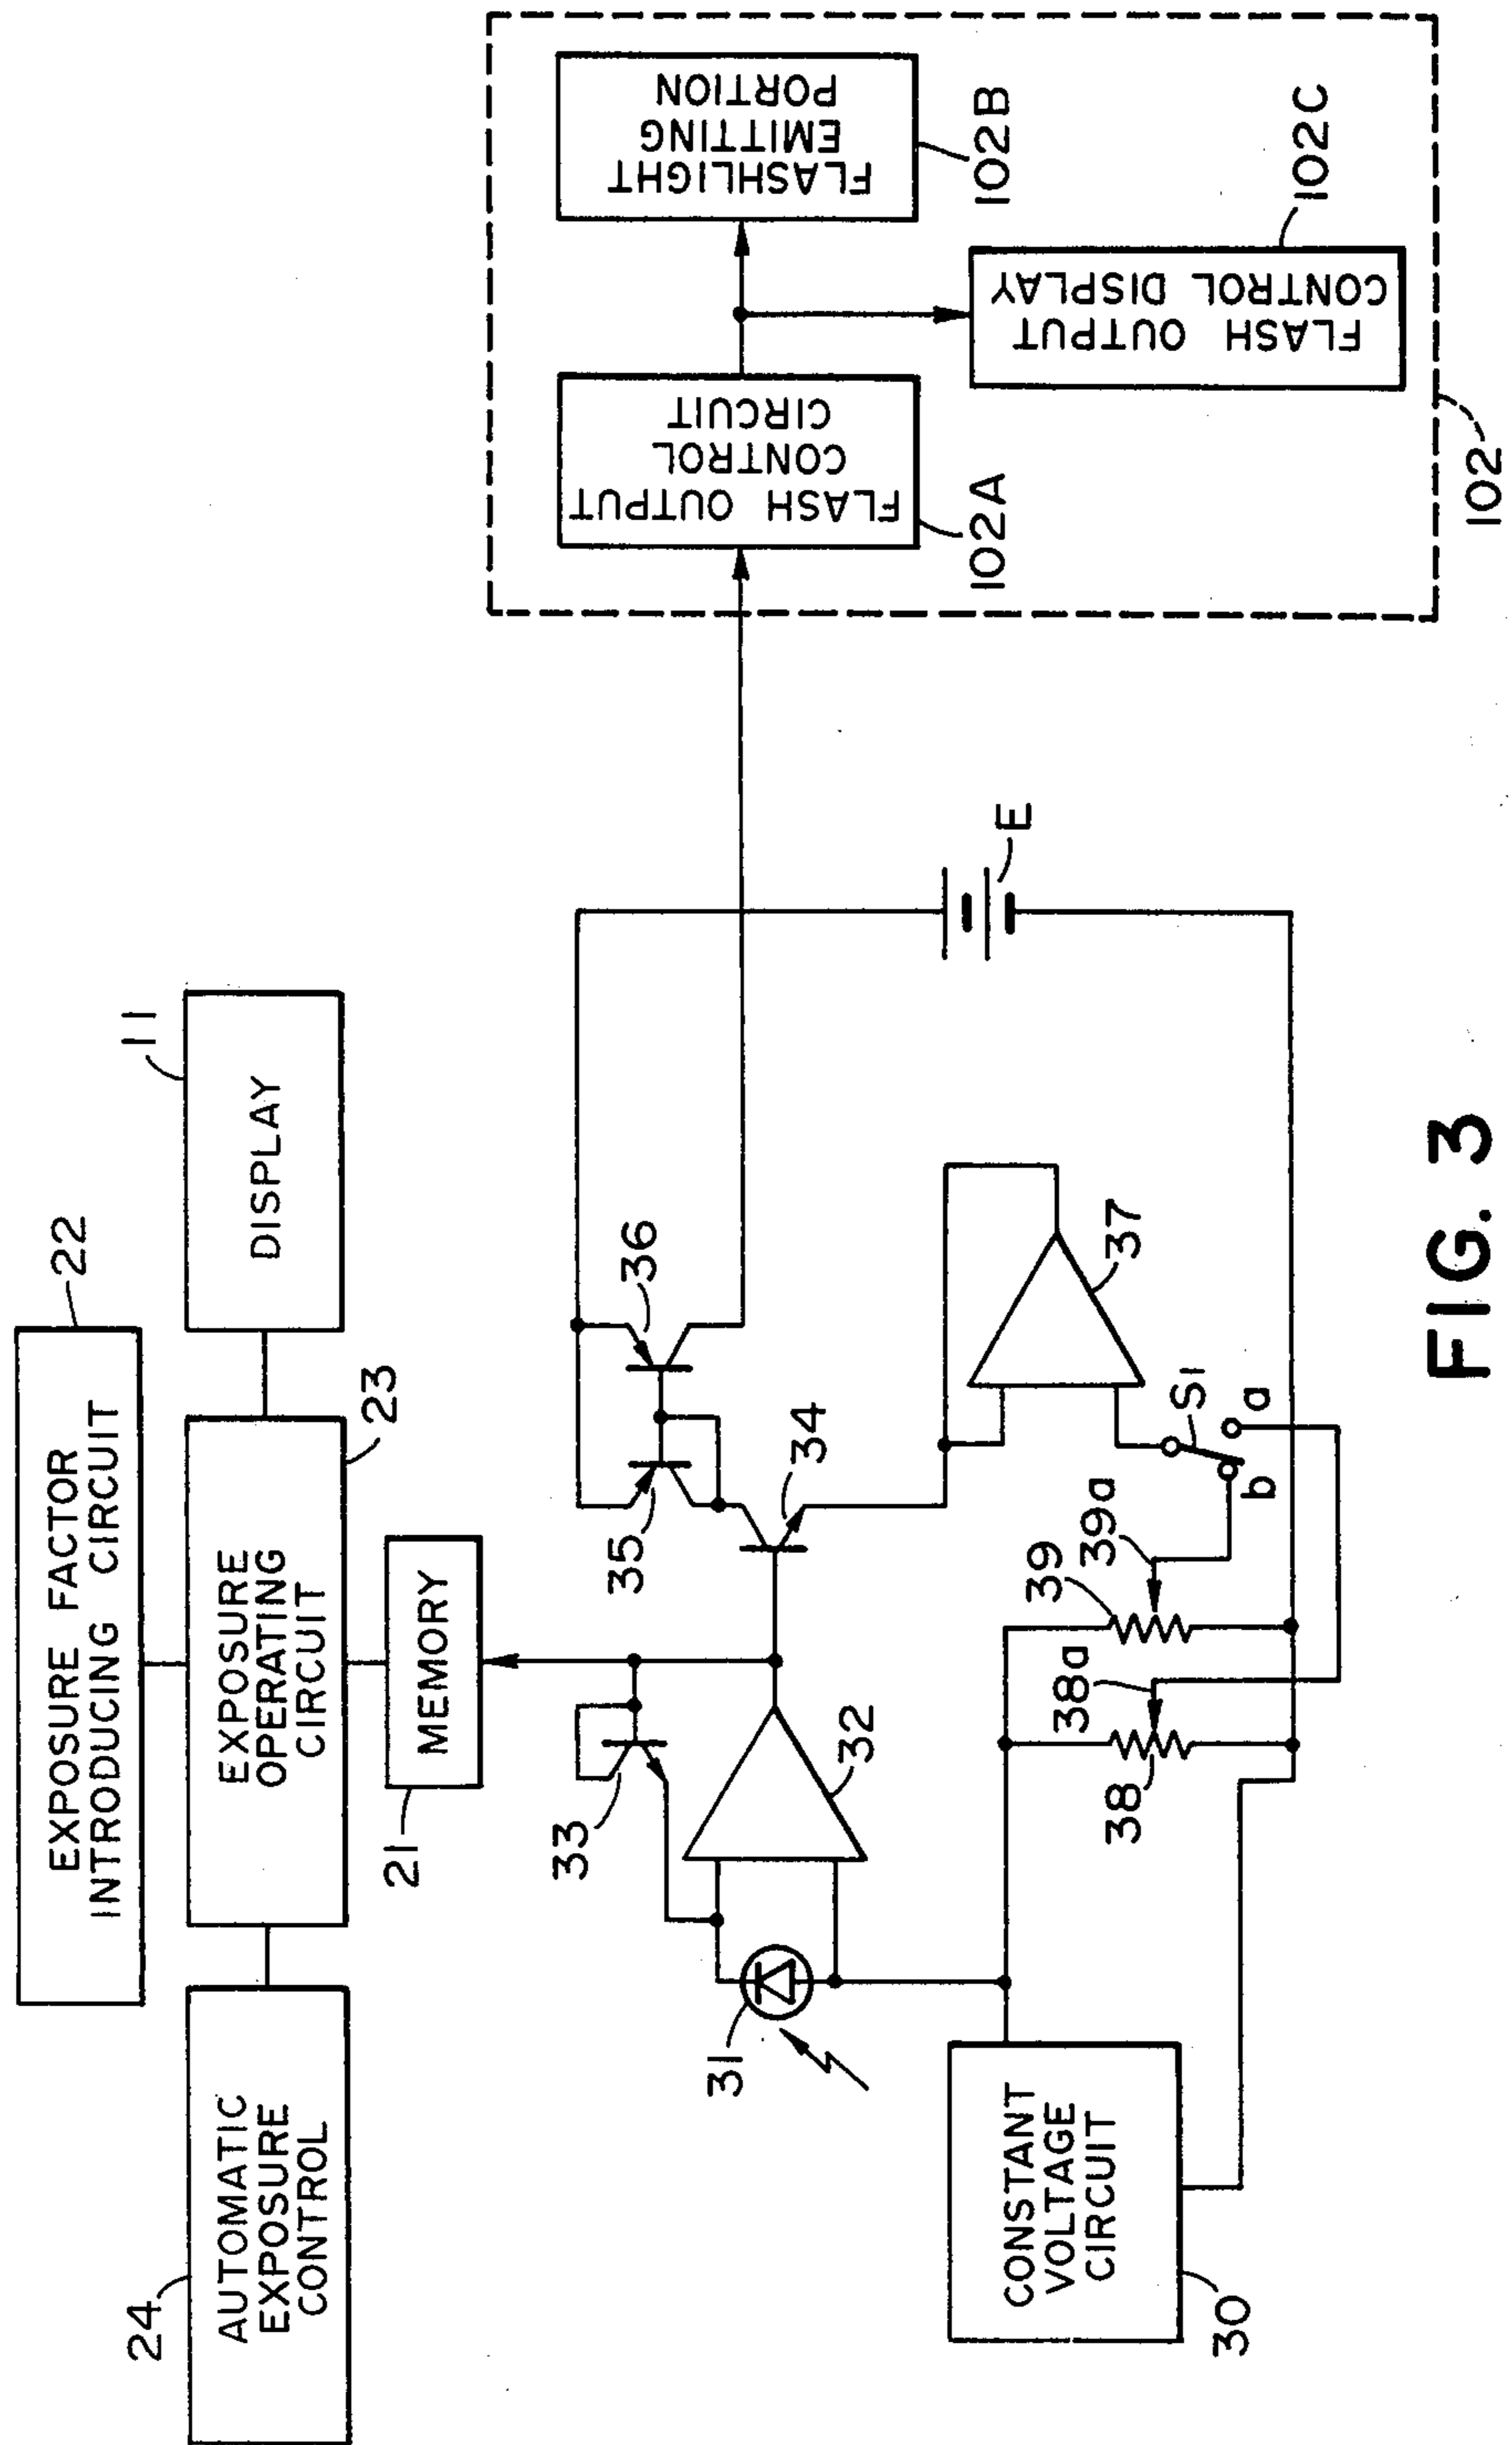 EXPOSURE FACTOR
INTRODUCING CIRCUIT
22
AUTOMATIC
EXPOSURE
CONTROL
24
EXPOSURE
OPERATING
CIRCUIT
23
DISPLAY
11
MEMORY
21
33
35
36
31
32
34
37
E
CONSTANT
VOLTAGE
CIRCUIT
30
38
38a
39
39a
S1
b
a
FLASH OUTPUT
CONTROL
CIRCUIT
102A
FLASHLIGHT
EMITTING
PORTION
102B
FLASH OUTPUT
CONTROL DISPLAY
102C
102
FIG. 3